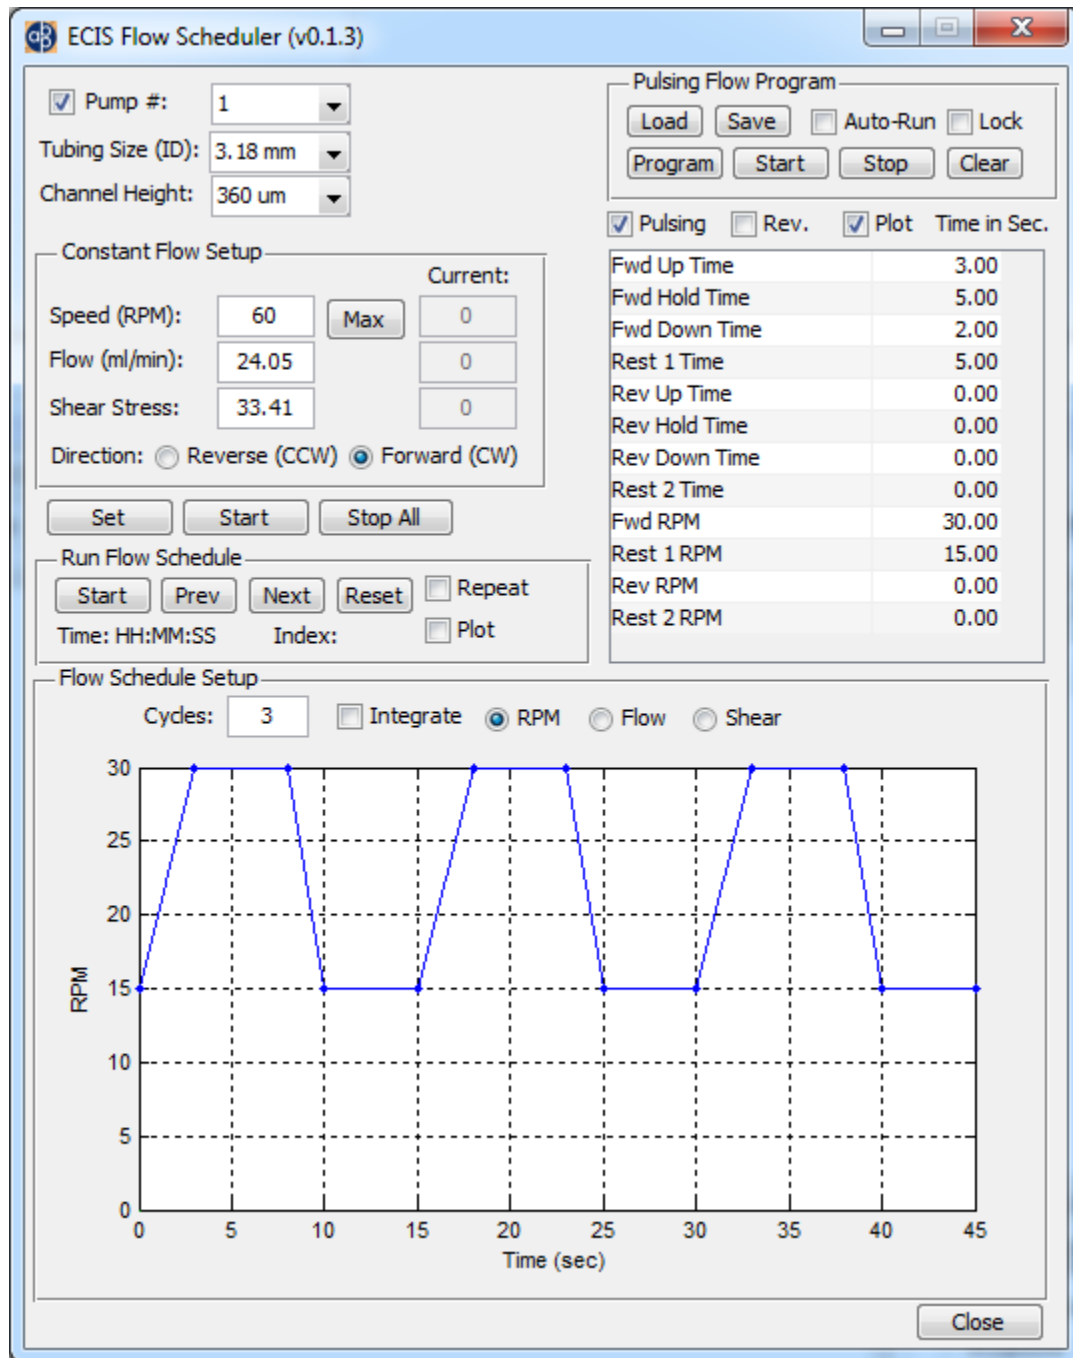 ECIS Flow Scheduler (v0.1.3)
Pump #: 1
Tubing Size (ID): 3.18 mm
Channel Height: 360 um
Pulsing Flow Program
Load Save Auto-Run Lock
Program Start Stop Clear
Pulsing Rev. Plot Time in Sec.
Constant Flow Setup
Current:
Speed (RPM): 60 Max 0
Flow (ml/min): 24.05 0
Shear Stress: 33.41 0
Direction: Reverse (CCW) Forward (CW)
Set Start Stop All
Run Flow Schedule
Start Prev Next Reset Repeat
Time: HH:MM:SS Index: Plot
Fwd Up Time 3.00
Fwd Hold Time 5.00
Fwd Down Time 2.00
Rest 1 Time 5.00
Rev Up Time 0.00
Rev Hold Time 0.00
Rev Down Time 0.00
Rest 2 Time 0.00
Fwd RPM 30.00
Rest 1 RPM 15.00
Rev RPM 0.00
Rest 2 RPM 0.00
Flow Schedule Setup
Cycles: 3 Integrate RPM Flow Shear
30
25
20
15
10
5
0
RPM
0 5 10 15 20 25 30 35 40 45
Time (sec)
Close